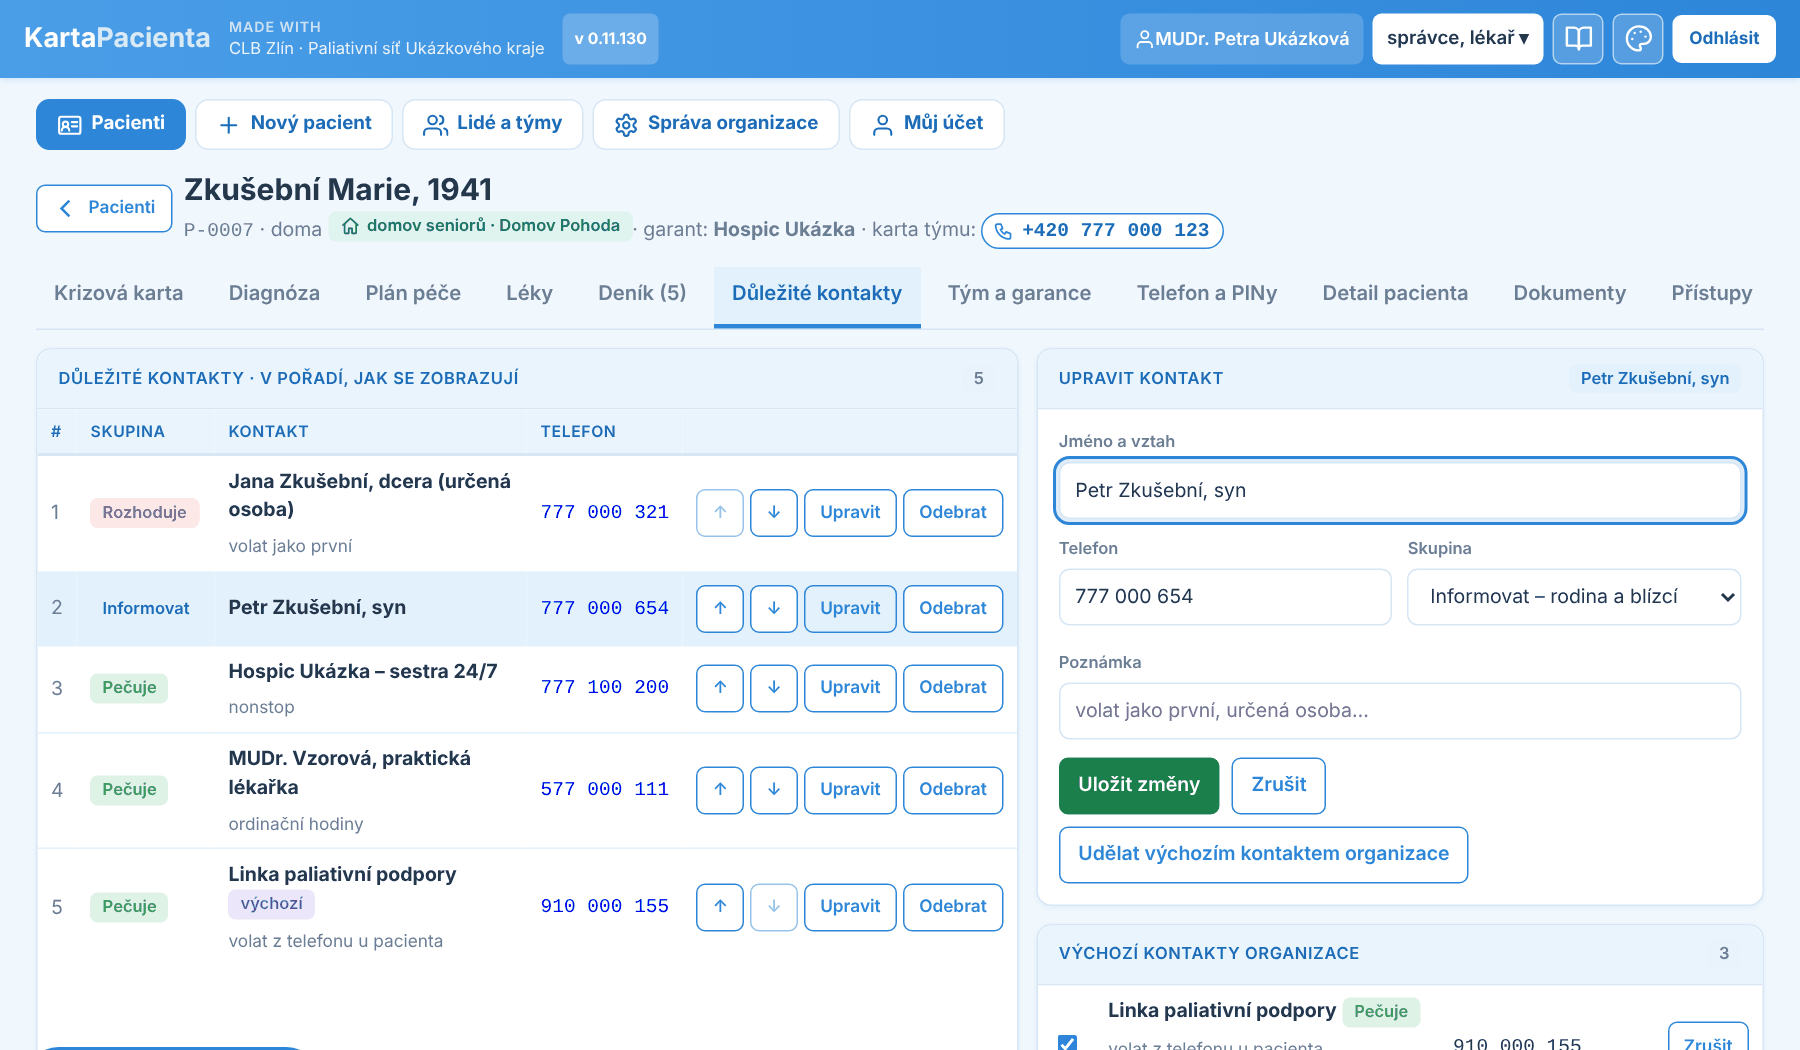 KartaPacienta
MADE WITH
CLB Zlín · Paliativní síť Ukázkového kraje
v 0.11.130
MUDr. Petra Ukázková
správce, lékař ▾
Odhlásit
Pacienti
Nový pacient
Lidé a týmy
Správa organizace
Můj účet
Pacienti
Zkušební Marie, 1941
P-0007 · doma domov seniorů · Domov Pohoda · garant: Hospic Ukázka · karta týmu: +420 777 000 123
Krizová karta
Diagnóza
Plán péče
Léky
Deník (5)
Důležité kontakty
Tým a garance
Telefon a PINy
Detail pacienta
Dokumenty
Přístupy
DŮLEŽITÉ KONTAKTY · V POŘADÍ, JAK SE ZOBRAZUJÍ 5
# SKUPINA KONTAKT TELEFON
1 Rozhoduje Jana Zkušební, dcera (určená osoba) 777 000 321 ↑ ↓ Upravit Odebrat
volat jako první
2 Informovat Petr Zkušební, syn 777 000 654 ↑ ↓ Upravit Odebrat
3 Pečuje Hospic Ukázka – sestra 24/7 777 100 200 ↑ ↓ Upravit Odebrat
nonstop
4 Pečuje MUDr. Vzorová, praktická lékařka 577 000 111 ↑ ↓ Upravit Odebrat
ordinační hodiny
5 Pečuje Linka paliativní podpory výchozí 910 000 155 ↑ ↓ Upravit Odebrat
volat z telefonu u pacienta
UPRAVIT KONTAKT Petr Zkušební, syn
Jméno a vztah
Petr Zkušební, syn
Telefon Skupina
777 000 654 Informovat – rodina a blízcí
Poznámka
volat jako první, určená osoba...
Uložit změny Zrušit
Udělat výchozím kontaktem organizace
VÝCHOZÍ KONTAKTY ORGANIZACE 3
Linka paliativní podpory Pečuje
volat z telefonu u pacienta 910 000 155 Zrušit